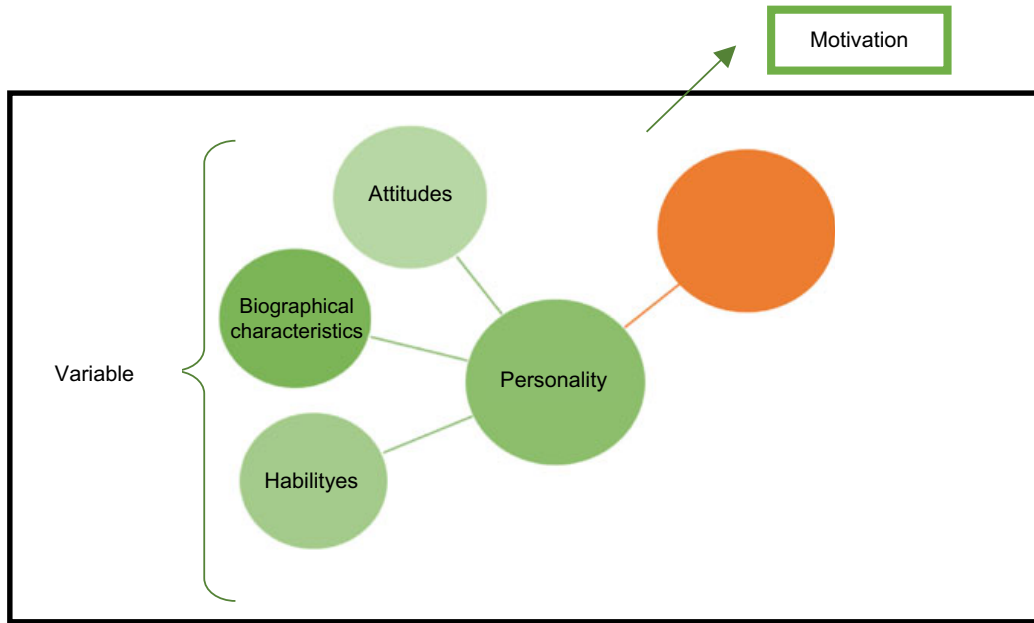 Motivation
Attitudes
Biographical
characteristics
Variable
Personality
Habilityes